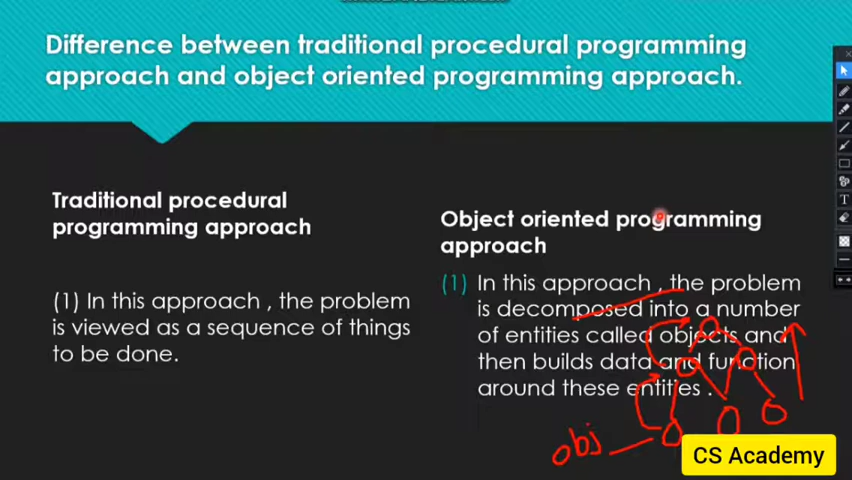 Difference between traditional procedural programming
approach and object oriented programming approach.
Traditional procedural
programming approach
(1) In this approach , the problem
is viewed as a sequence of things
to be done.
Object oriented programming
approach
(1) In this approach , the problem
is decomposed into a number
of entities called objects and
then builds data and function
around these entities .
obj
CS Academy